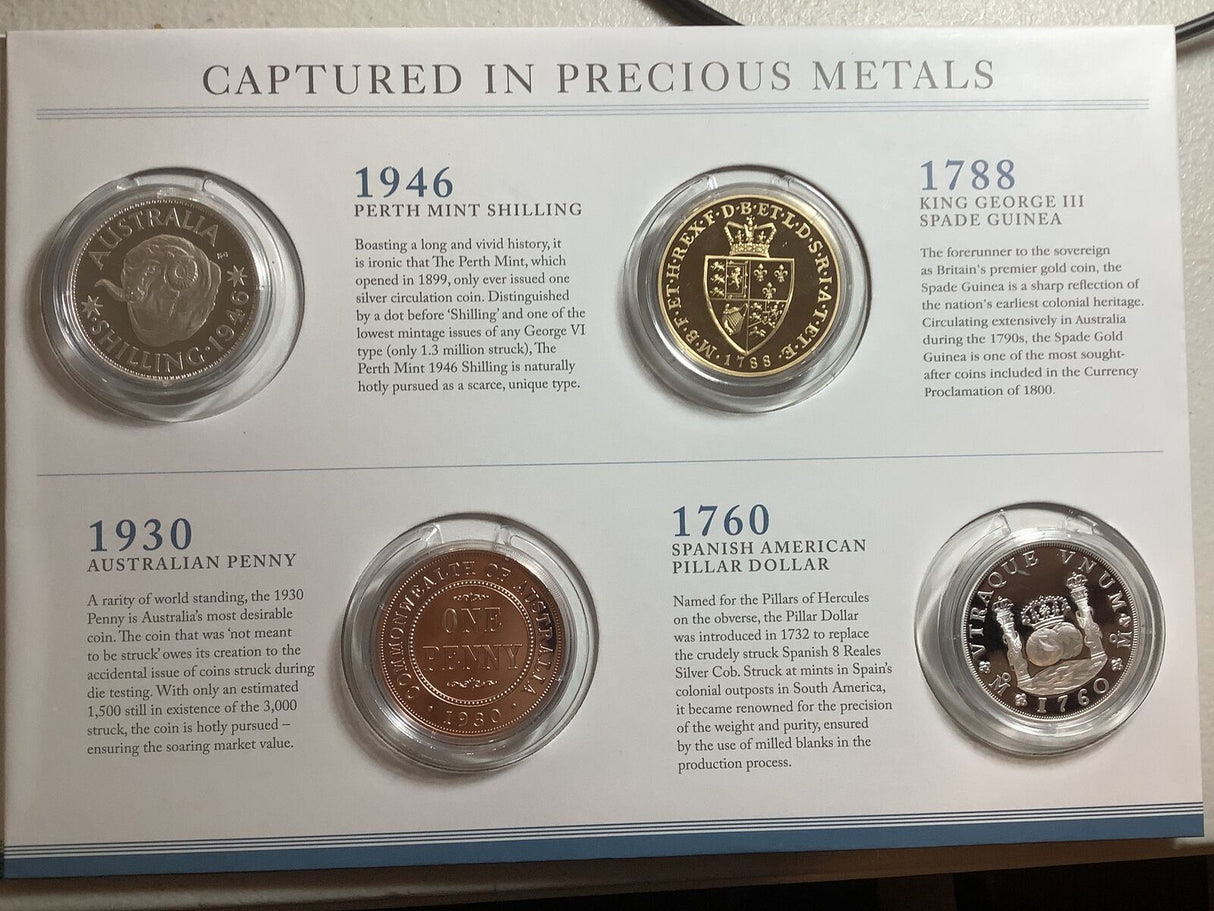 CAPTURED IN PRECIOUS METALS
AUSTRALIA
SHILLING·1946
1946
PERTH MINT SHILLING
Boasting a long and vivid history, it
is ironic that The Perth Mint, which
opened in 1899, only ever issued one
silver circulation coin. Distinguished
by a dot before 'Shilling' and one of the
lowest mintage issues of any George VI
type (only 1.3 million struck), The
Perth Mint 1946 Shilling is naturally
hotly pursued as a scarce, unique type.
M·B·F·ET·H·REX·F·D·B·ET·L·D·S·R·I·A·T·ET·E·
·1788·
1788
KING GEORGE III
SPADE GUINEA
The forerunner to the sovereign
as Britain's premier gold coin, the
Spade Guinea is a sharp reflection of
the nation's earliest colonial heritage.
Circulating extensively in Australia
during the 1790s, the Spade Gold
Guinea is one of the most sought-
after coins included in the Currency
Proclamation of 1800.
1930
AUSTRALIAN PENNY
A rarity of world standing, the 1930
Penny is Australia's most desirable
coin. The coin that was 'not meant
to be struck' owes its creation to the
accidental issue of coins struck during
die testing. With only an estimated
1,500 still in existence of the 3,000
struck, the coin is hotly pursued –
ensuring the soaring market value.
COMMONWEALTH OF AUSTRALIA
ONE
PENNY
·1930·
1760
SPANISH AMERICAN
PILLAR DOLLAR
Named for the Pillars of Hercules
on the obverse, the Pillar Dollar
was introduced in 1732 to replace
the crudely struck Spanish 8 Reales
Silver Cob. Struck at mints in Spain's
colonial outposts in South America,
it became renowned for the precision
of the weight and purity, ensured
by the use of milled blanks in the
production process.
VTRAQUE VNUM
1760